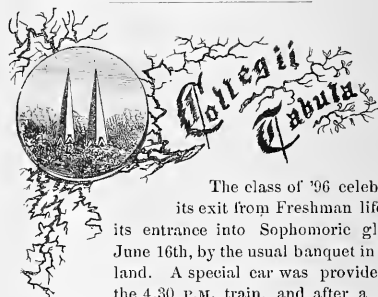 Collegii
Tabula
The class of '96 celeb
its exit from Freshman life
its entrance into Sophomoric gl
June 16th, by the usual banquet in
land. A special car was provide
the 4.30 P.M. train, and after a